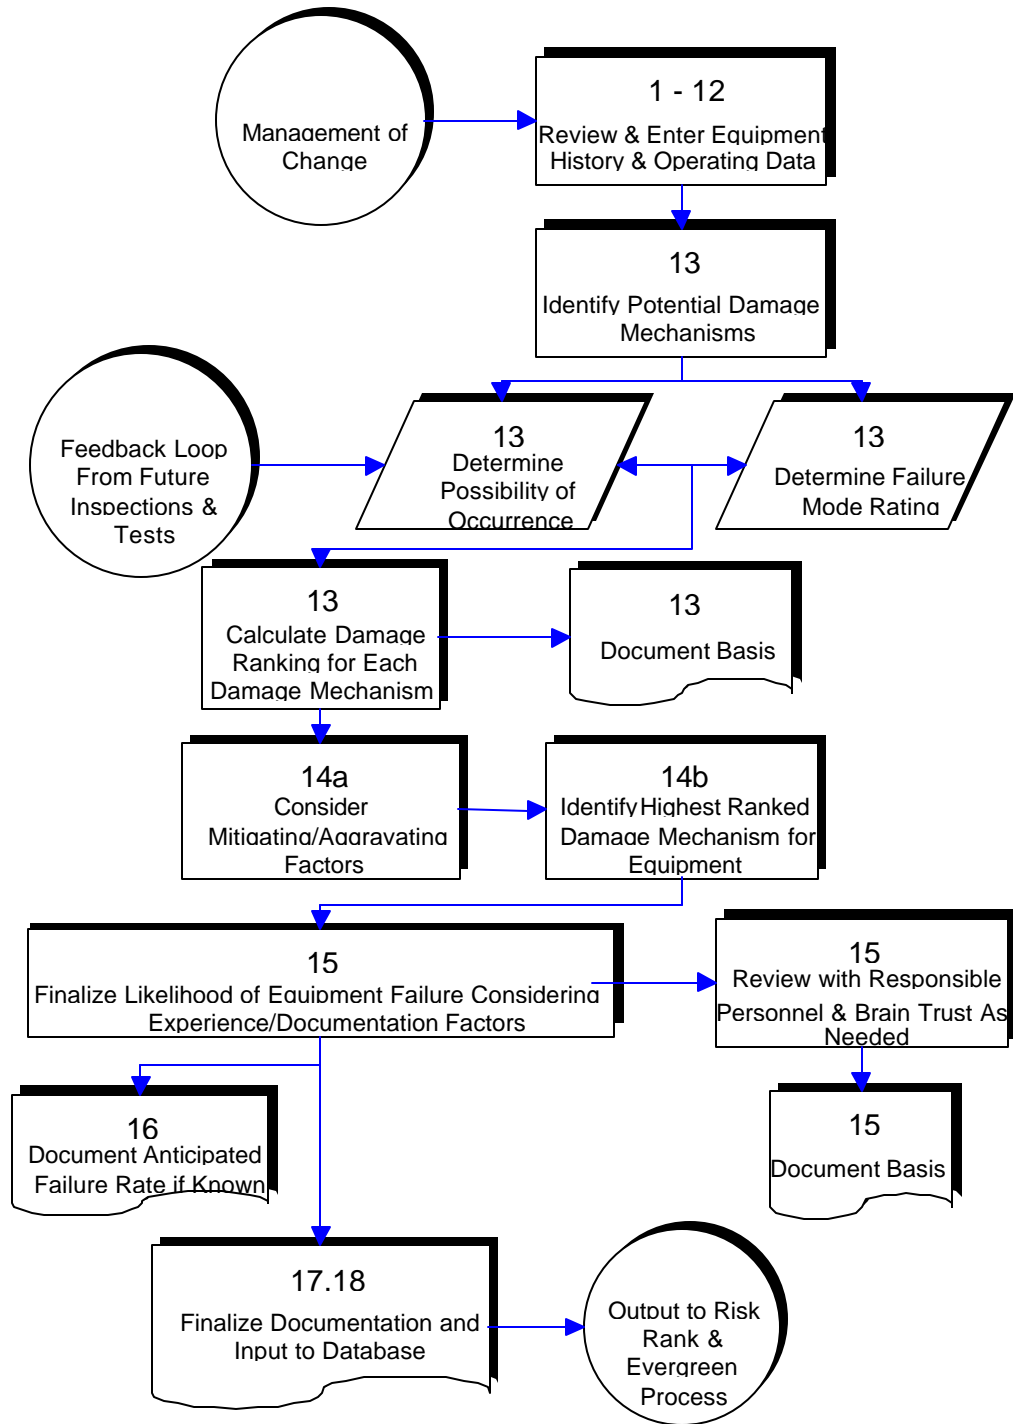 Management of
Change
1 - 12
Review & Enter Equipment
History & Operating Data
13
Identify Potential Damage
Mechanisms
Feedback Loop
From Future
Inspections &
Tests
13
Determine
Possibility of
Occurrence
13
Determine Failure
Mode Rating
13
Calculate Damage
Ranking for Each
Damage Mechanism
13
Document Basis
14a
Consider
Mitigating/Aggravating
Factors
14b
Identify Highest Ranked
Damage Mechanism for
Equipment
15
Finalize Likelihood of Equipment Failure Considering
Experience/Documentation Factors
15
Review with Responsible
Personnel & Brain Trust As
Needed
16
Document Anticipated
Failure Rate if Known
15
Document Basis
17,18
Finalize Documentation and
Input to Database
Output to Risk
Rank &
Evergreen
Process